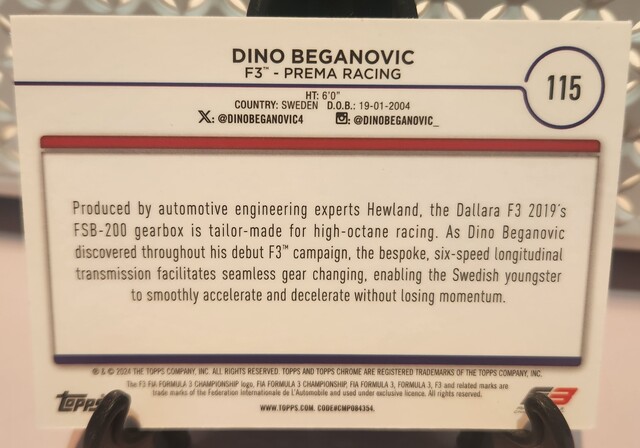 DINO BEGANOVIC
F3™ - PREMA RACING
115
HT: 6'0"
COUNTRY: SWEDEN D.O.B.: 19-01-2004
X: @DINOBEGANOVIC4 : @DINOBEGANOVIC_
Produced by automotive engineering experts Hewland, the Dallara F3 2019's
FSB-200 gearbox is tailor-made for high-octane racing. As Dino Beganovic
discovered throughout his debut F3™ campaign, the bespoke, six-speed longitudinal
transmission facilitates seamless gear changing, enabling the Swedish youngster
to smoothly accelerate and decelerate without losing momentum.
® & © 2024 THE TOPPS COMPANY, INC. ALL RIGHTS RESERVED. TOPPS AND TOPPS CHROME ARE REGISTERED TRADEMARKS OF THE TOPPS COMPANY, INC.
The F3 FIA FORMULA 3 CHAMPIONSHIP logo, FIA FORMULA 3 CHAMPIONSHIP, FIA FORMULA 3, FORMULA 3, F3 and related marks are
trade marks of the Federation Internationale de L'Automobile and used under exclusive licence. All rights reserved.
Topps
F3
WWW.TOPPS.COM. CODE#CMP084354.